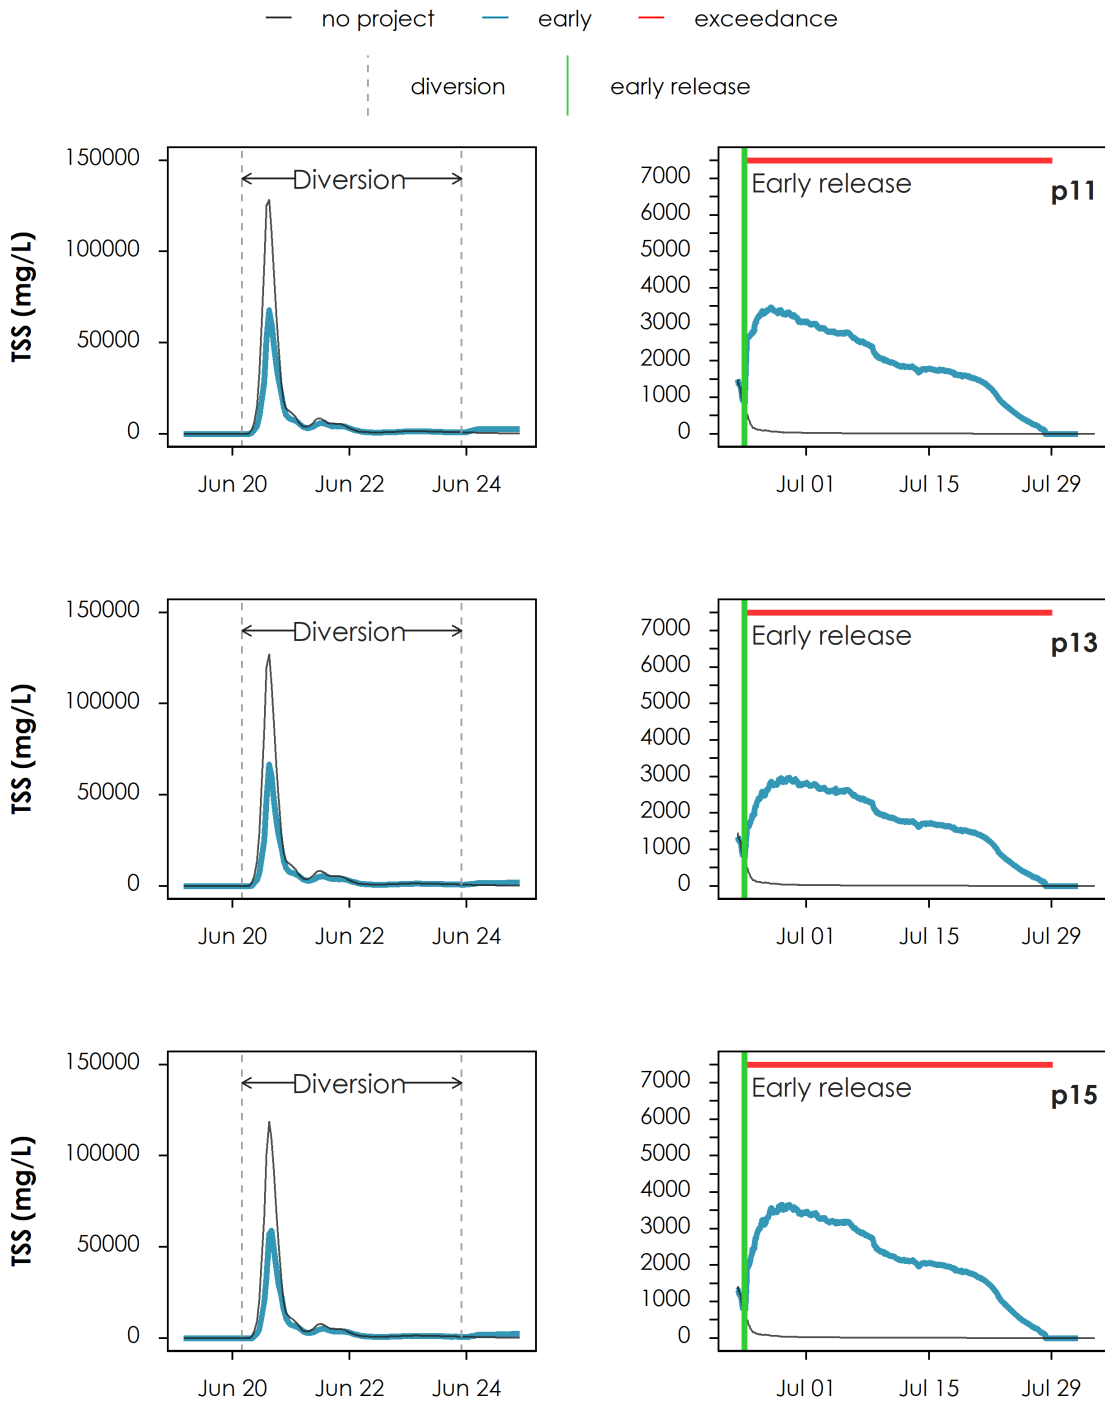 no project early exceedance
diversion early release
TSS (mg/L)
150000
100000
50000
0
Diversion
Jun 20 Jun 22 Jun 24
7000
6000
5000
4000
3000
2000
1000
0
Early release
p11
Jul 01 Jul 15 Jul 29
TSS (mg/L)
150000
100000
50000
0
Diversion
Jun 20 Jun 22 Jun 24
7000
6000
5000
4000
3000
2000
1000
0
Early release
p13
Jul 01 Jul 15 Jul 29
TSS (mg/L)
150000
100000
50000
0
Diversion
Jun 20 Jun 22 Jun 24
7000
6000
5000
4000
3000
2000
1000
0
Early release
p15
Jul 01 Jul 15 Jul 29